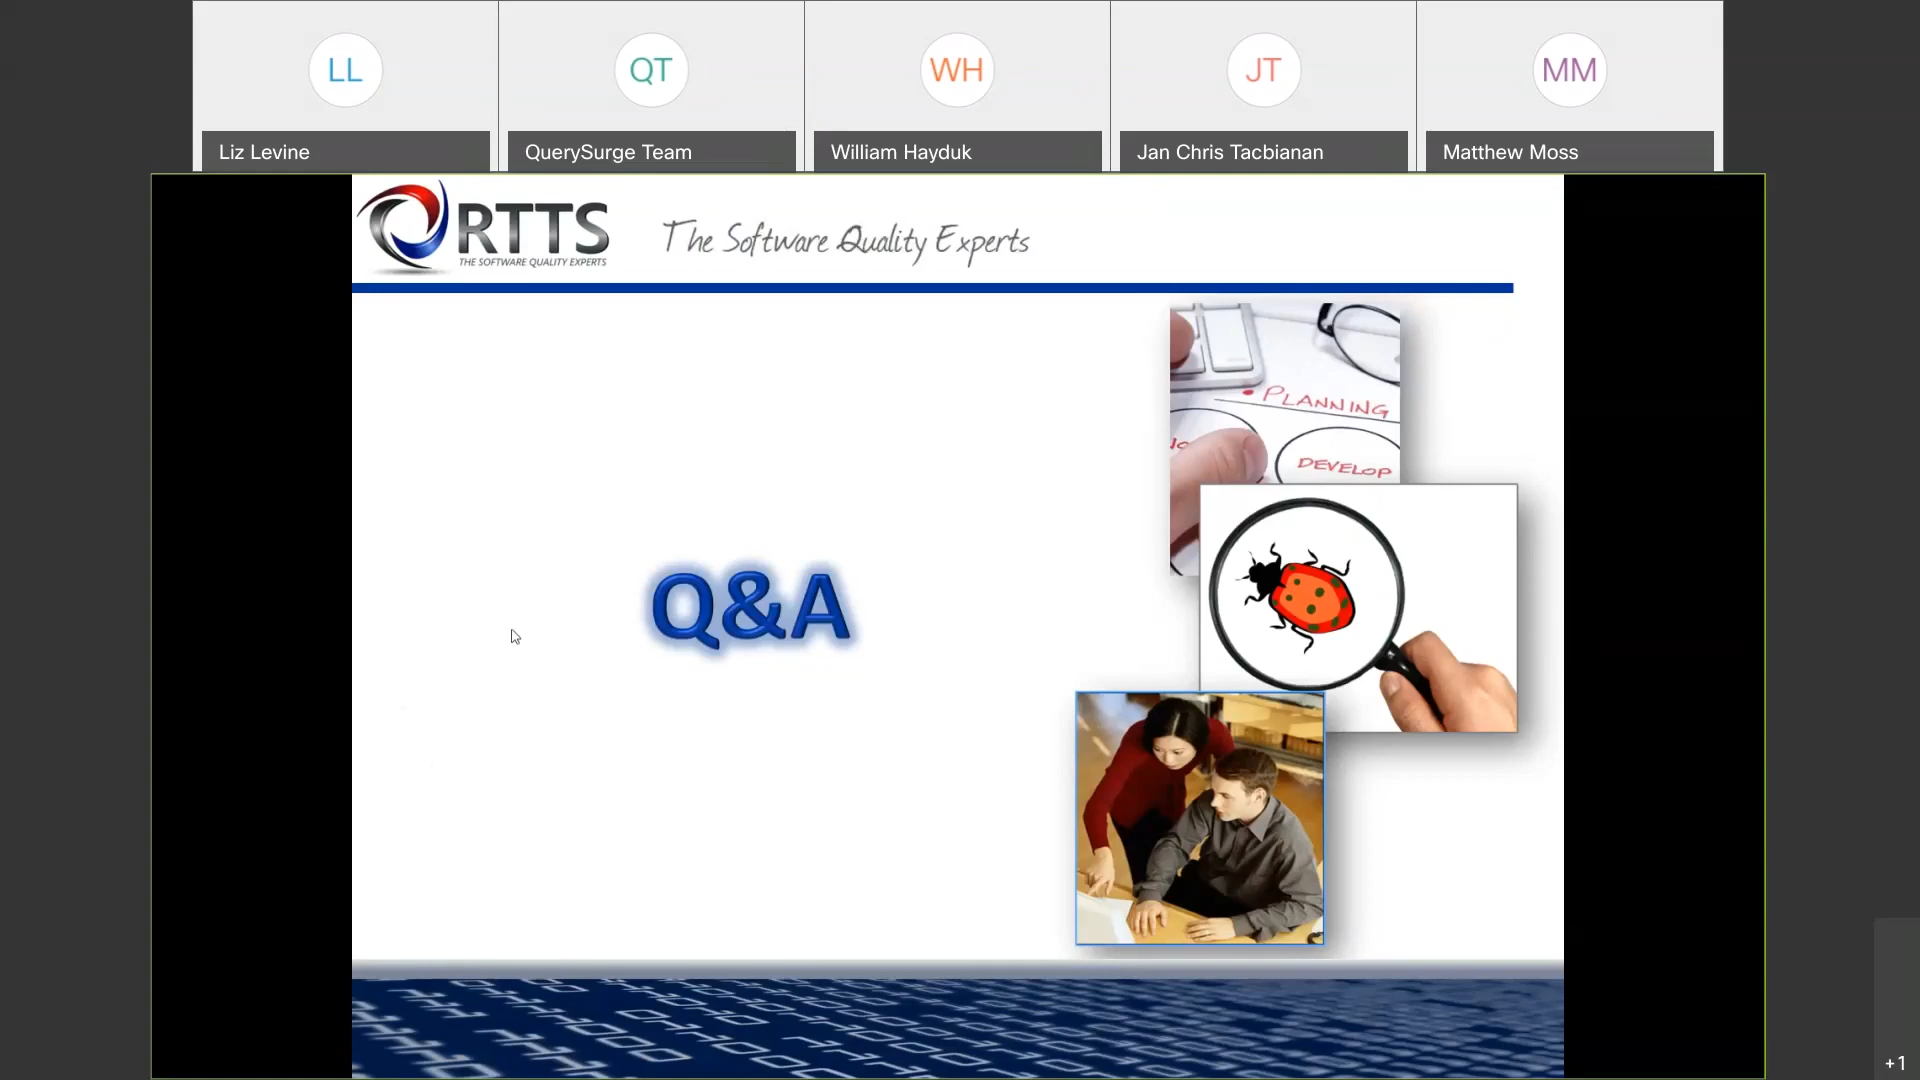 LL
QT
WH
JT
MM
Liz Levine
QuerySurge Team
William Hayduk
Jan Chris Tacbianan
Matthew Moss
RTTS
THE SOFTWARE QUALITY EXPERTS
The Software Quality Experts
• PLANNING
DEVELOP
Q&A
+1